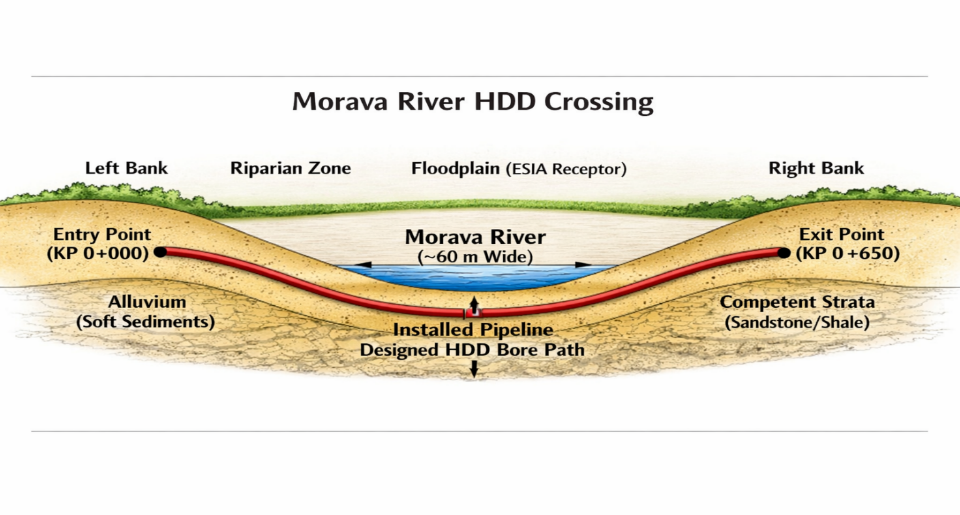 Morava River HDD Crossing
Left Bank
Riparian Zone
Floodplain (ESIA Receptor)
Right Bank
Entry Point
(KP 0+000)
Morava River
(~60 m Wide)
Exit Point
(KP 0+650)
Alluvium
(Soft Sediments)
Competent Strata
(Sandstone/Shale)
Installed Pipeline
Designed HDD Bore Path